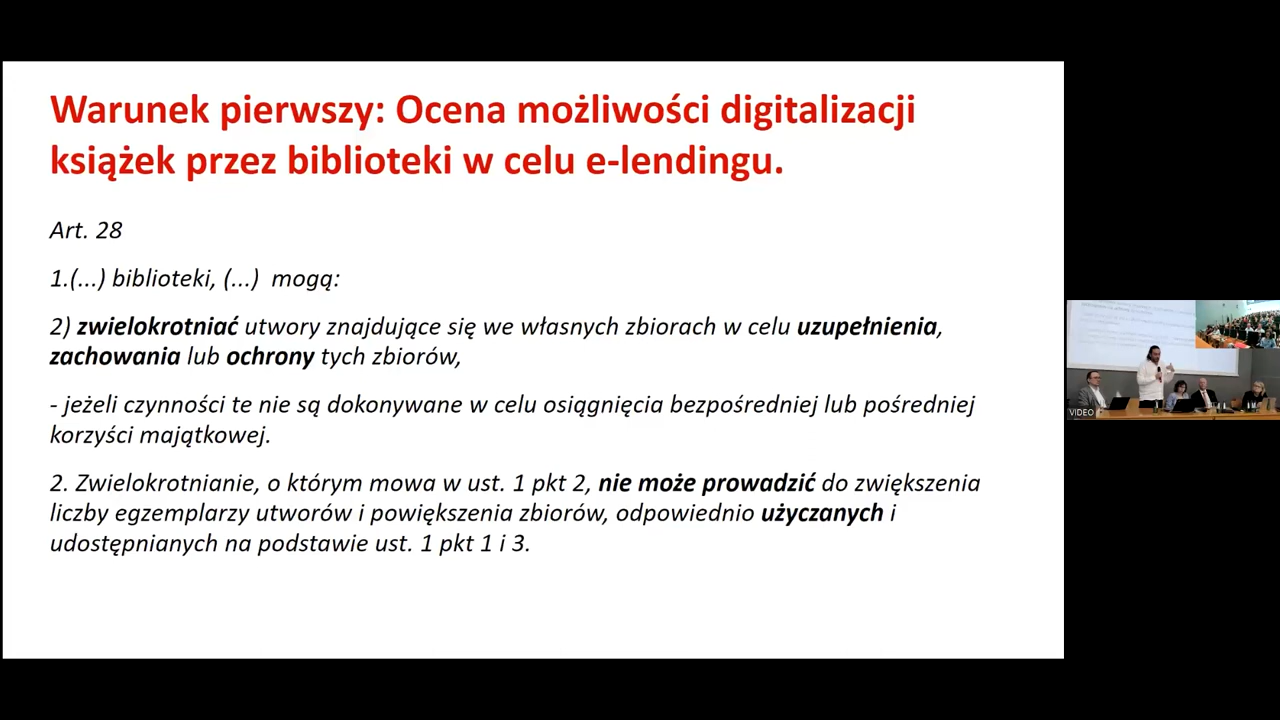 Warunek pierwszy: Ocena możliwości digitalizacji
książek przez biblioteki w celu e-lendingu.
Art. 28
1.(...) biblioteki, (...) mogą:
2) zwielokrotniać utwory znajdujące się we własnych zbiorach w celu uzupełnienia,
zachowania lub ochrony tych zbiorów,
- jeżeli czynności te nie są dokonywane w celu osiągnięcia bezpośredniej lub pośredniej
korzyści majątkowej.
2. Zwielokrotnianie, o którym mowa w ust. 1 pkt 2, nie może prowadzić do zwiększenia
liczby egzemplarzy utworów i powiększenia zbiorów, odpowiednio użyczanych i
udostępnianych na podstawie ust. 1 pkt 1 i 3.
VIDEO